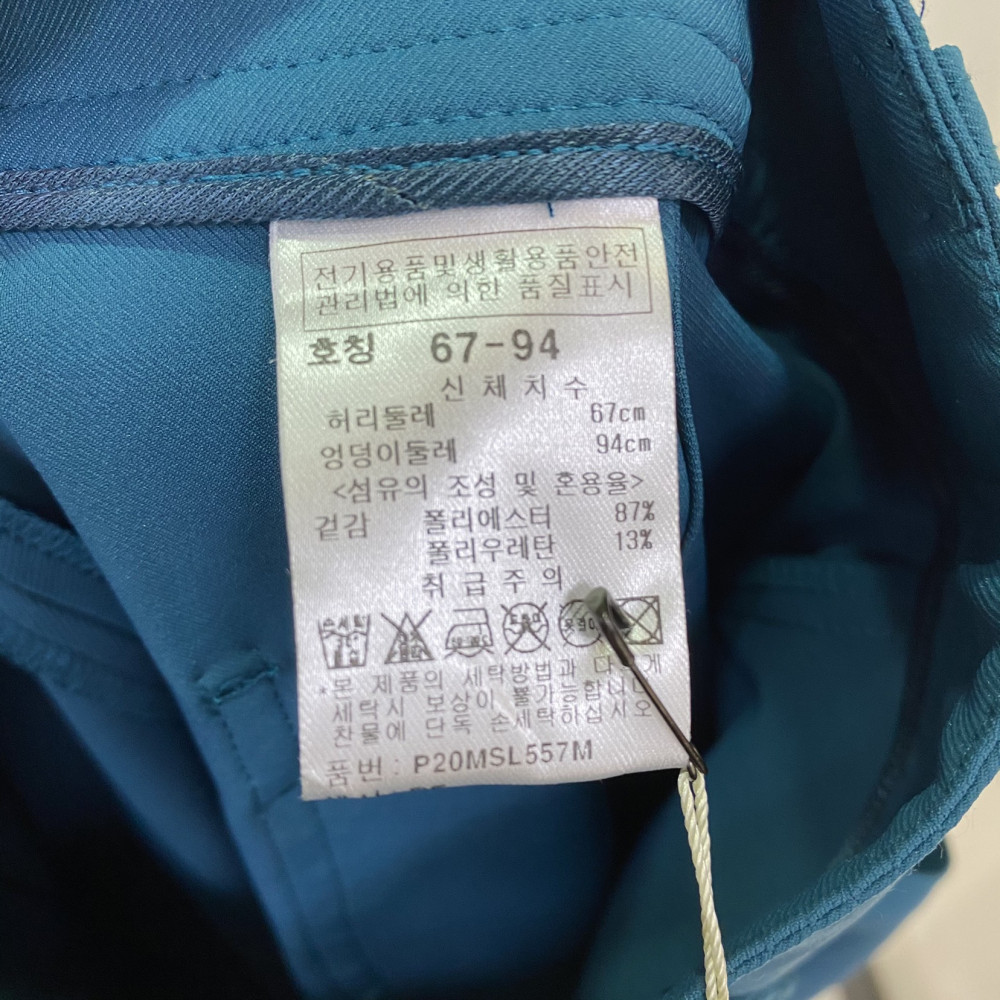 전기용품및생활용품안전
관리법에 의한 품질표시
호칭 67-94
신체치수
허리둘레 67cm
엉덩이둘레 94cm
<섬유의 조성 및 혼용율>
겉감 폴리에스터 87%
폴리우레탄 13%
취급주의
손세탁
*본 제품의 세탁방법과 다르게
세탁시 보상이 불가능합니다
찬물에 단독 손세탁하십시오
품번: P20MSL557M